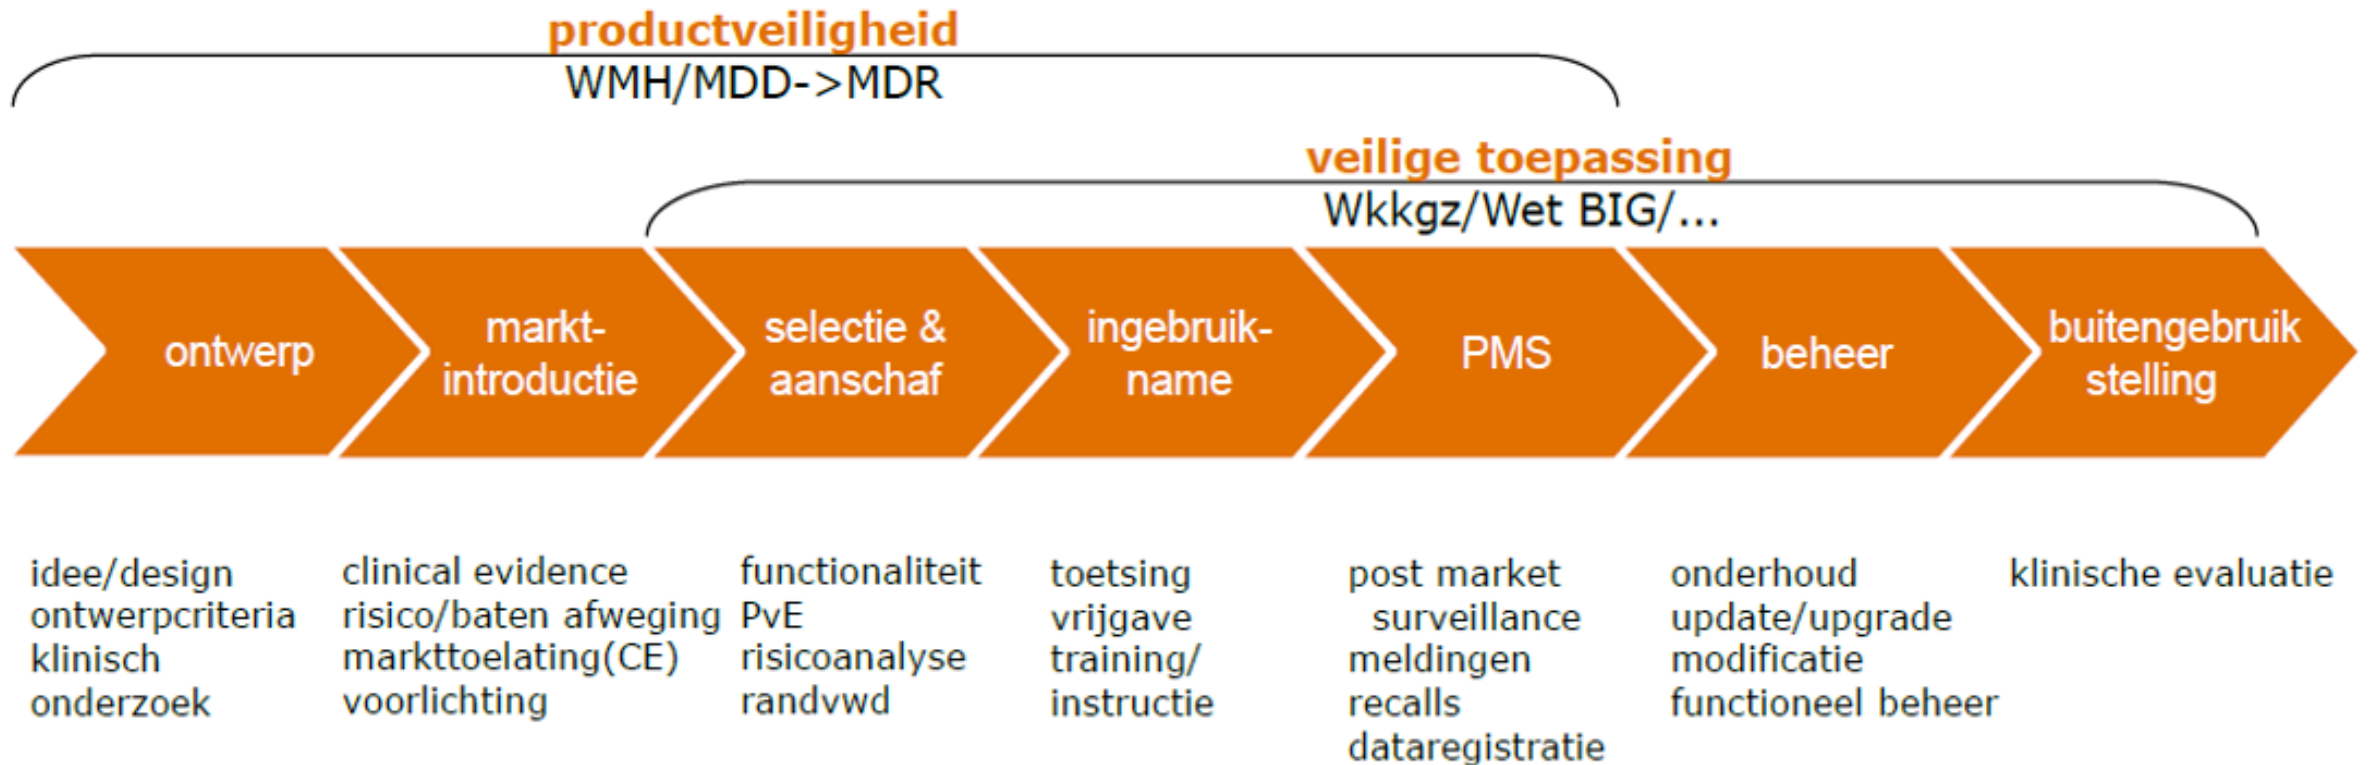 productveiligheid
WMH/MDD->MDR
veilige toepassing
Wkkgz/Wet BIG/...
ontwerp
markt-
introductie
selectie &
aanschaf
ingebruik-
name
PMS
beheer
buitengebruik
stelling
idee/design
ontwerpcriteria
klinisch
onderzoek
clinical evidence
risico/baten afweging
markttoelating(CE)
voorlichting
functionaliteit
PvE
risicoanalyse
randvwd
toetsing
vrijgave
training/
instructie
post market
surveillance
meldingen
recalls
dataregistratie
onderhoud
update/upgrade
modificatie
functioneel beheer
klinische evaluatie